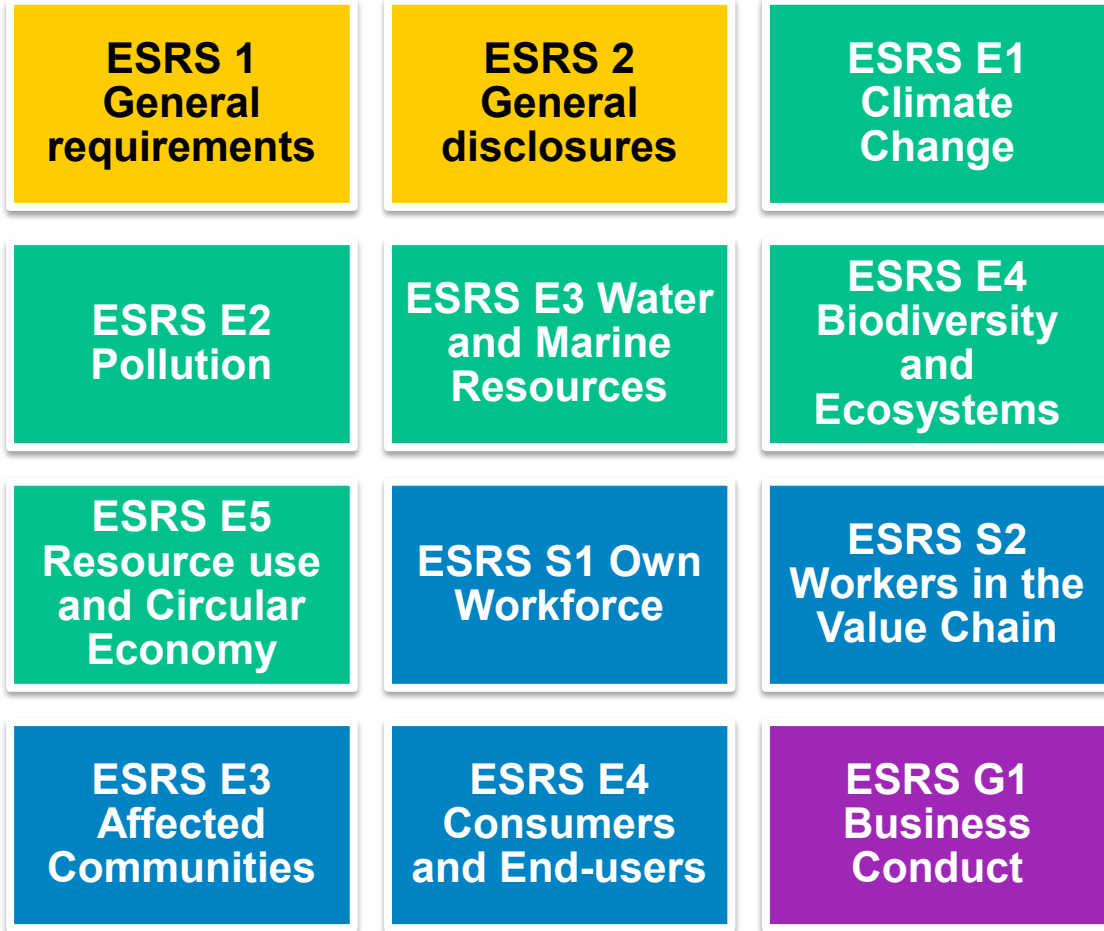 ESRS 1
General
requirements
ESRS 2
General
disclosures
ESRS E1
Climate
Change
ESRS E2
Pollution
ESRS E3 Water
and Marine
Resources
ESRS E4
Biodiversity
and
Ecosystems
ESRS E5
Resource use
and Circular
Economy
ESRS S1 Own
Workforce
ESRS S2
Workers in the
Value Chain
ESRS E3
Affected
Communities
ESRS E4
Consumers
and End-users
ESRS G1
Business
Conduct